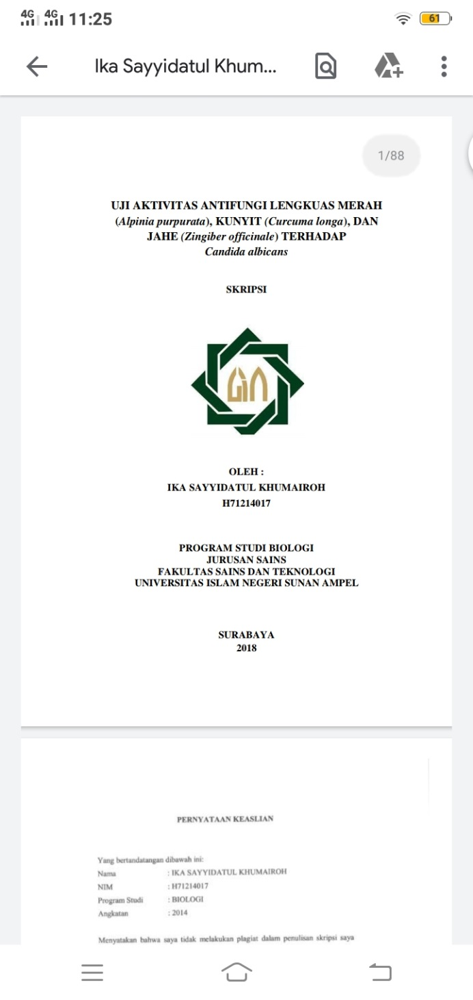 4G 4G 11:25 61
Ika Sayyidatul Khum...
1/88
UJI AKTIVITAS ANTIFUNGI LENGKUAS MERAH
(Alpinia purpurata), KUNYIT (Curcuma longa), DAN
JAHE (Zingiber officinale) TERHADAP
Candida albicans
SKRIPSI
UIN
OLEH :
IKA SAYYIDATUL KHUMAIROH
H71214017
PROGRAM STUDI BIOLOGI
JURUSAN SAINS
FAKULTAS SAINS DAN TEKNOLOGI
UNIVERSITAS ISLAM NEGERI SUNAN AMPEL
SURABAYA
2018
PERNYATAAN KEASLIAN
Yang bertandatangan dibawah ini:
Nama : IKA SAYYIDATUL KHUMAIROH
NIM : H71214017
Program Studi : BIOLOGI
Angkatan : 2014
Menyatakan bahwa saya tidak melakukan plagiat dalam penulisan skripsi saya